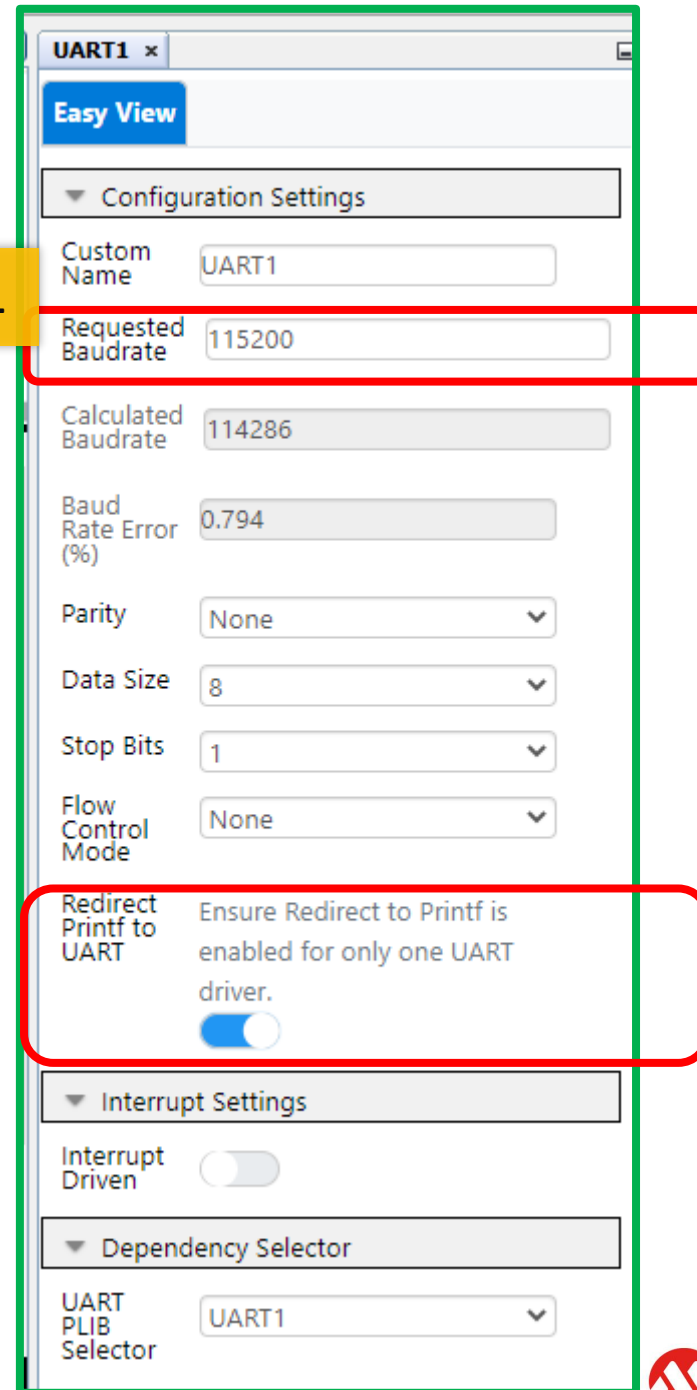 UART1 ×
Easy View
Configuration Settings
Custom
Name
UART1
Requested
Baudrate
115200
Calculated
Baudrate
114286
Baud
Rate Error
(%)
0.794
Parity
None
Data Size
8
Stop Bits
1
Flow
Control
Mode
None
Redirect
Printf to
UART
Ensure Redirect to Printf is
enabled for only one UART
driver.
Interrupt Settings
Interrupt
Driven
Dependency Selector
UART
PLIB
Selector
UART1